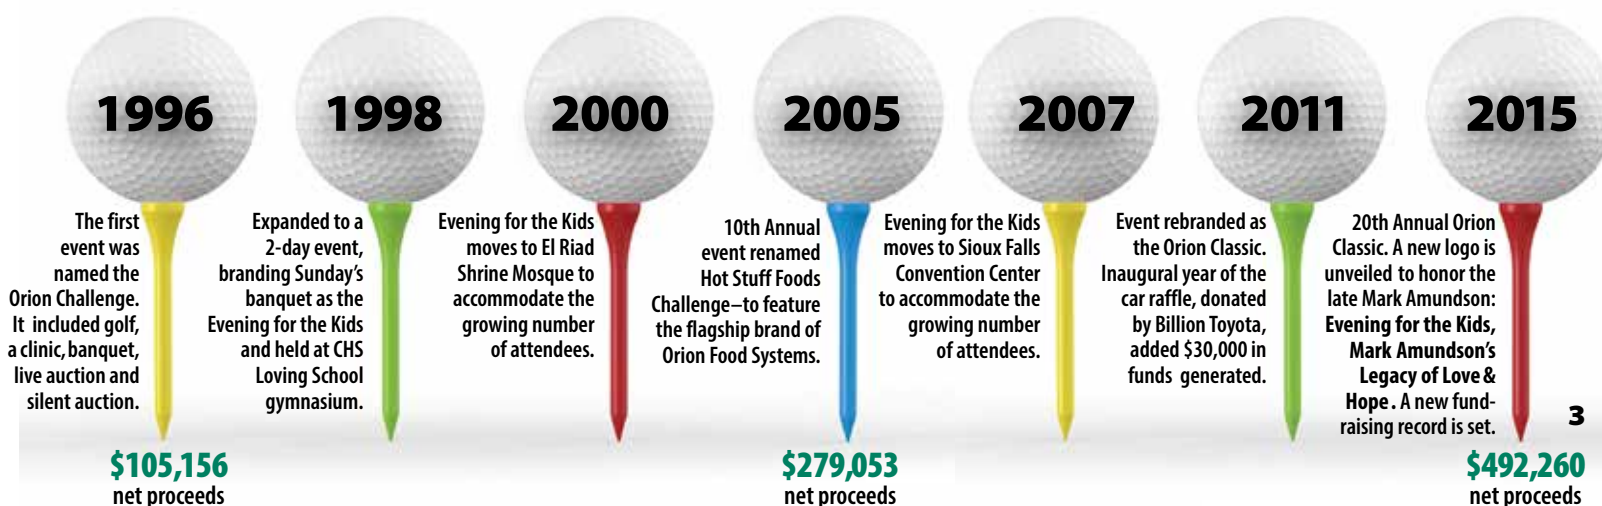 1996
The first
event was
named the
Orion Challenge.
It included golf,
a clinic, banquet,
live auction and
silent auction.
$105,156
net proceeds
1998
Expanded to a
2-day event,
branding Sunday's
banquet as the
Evening for the Kids
and held at CHS
Loving School
gymnasium.
2000
Evening for the Kids
moves to El Riad
Shrine Mosque to
accommodate the
growing number
of attendees.
2005
10th Annual
event renamed
Hot Stuff Foods
Challenge–to feature
the flagship brand of
Orion Food Systems.
$279,053
net proceeds
2007
Evening for the Kids
moves to Sioux Falls
Convention Center
to accommodate the
growing number
of attendees.
2011
Event rebranded as
the Orion Classic.
Inaugural year of the
car raffle, donated
by Billion Toyota,
added $30,000 in
funds generated.
2015
20th Annual Orion
Classic. A new logo is
unveiled to honor the
late Mark Amundson:
Evening for the Kids,
Mark Amundson's
Legacy of Love &
Hope. A new fund-
raising record is set.
$492,260
net proceeds
3